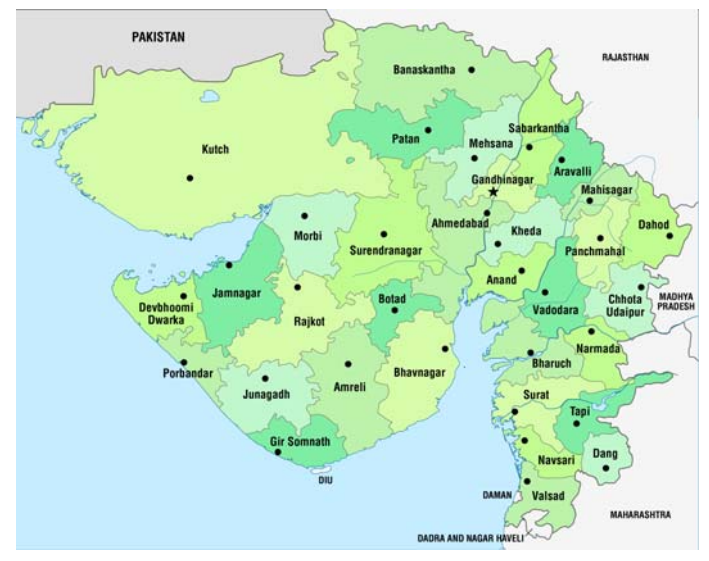 PAKISTAN
RAJASTHAN
Banaskantha
Patan
Sabarkantha
Mehsana
Kutch
Aravalli
Gandhinagar
Mahisagar
Ahmedabad
Dahod
Kheda
Morbi
Surendranagar
Panchmahal
Anand
Jamnagar
Botad
MADHYA
PRADESH
Chhota
Udaipur
Devbhoomi
Dwarka
Vadodara
Rajkot
Narmada
Bharuch
Porbandar
Bhavnagar
Amreli
Junagadh
Surat
Tapi
Gir Somnath
Dang
Navsari
DIU
DAMAN
Valsad
MAHARASHTRA
DADRA AND NAGAR HAVELI